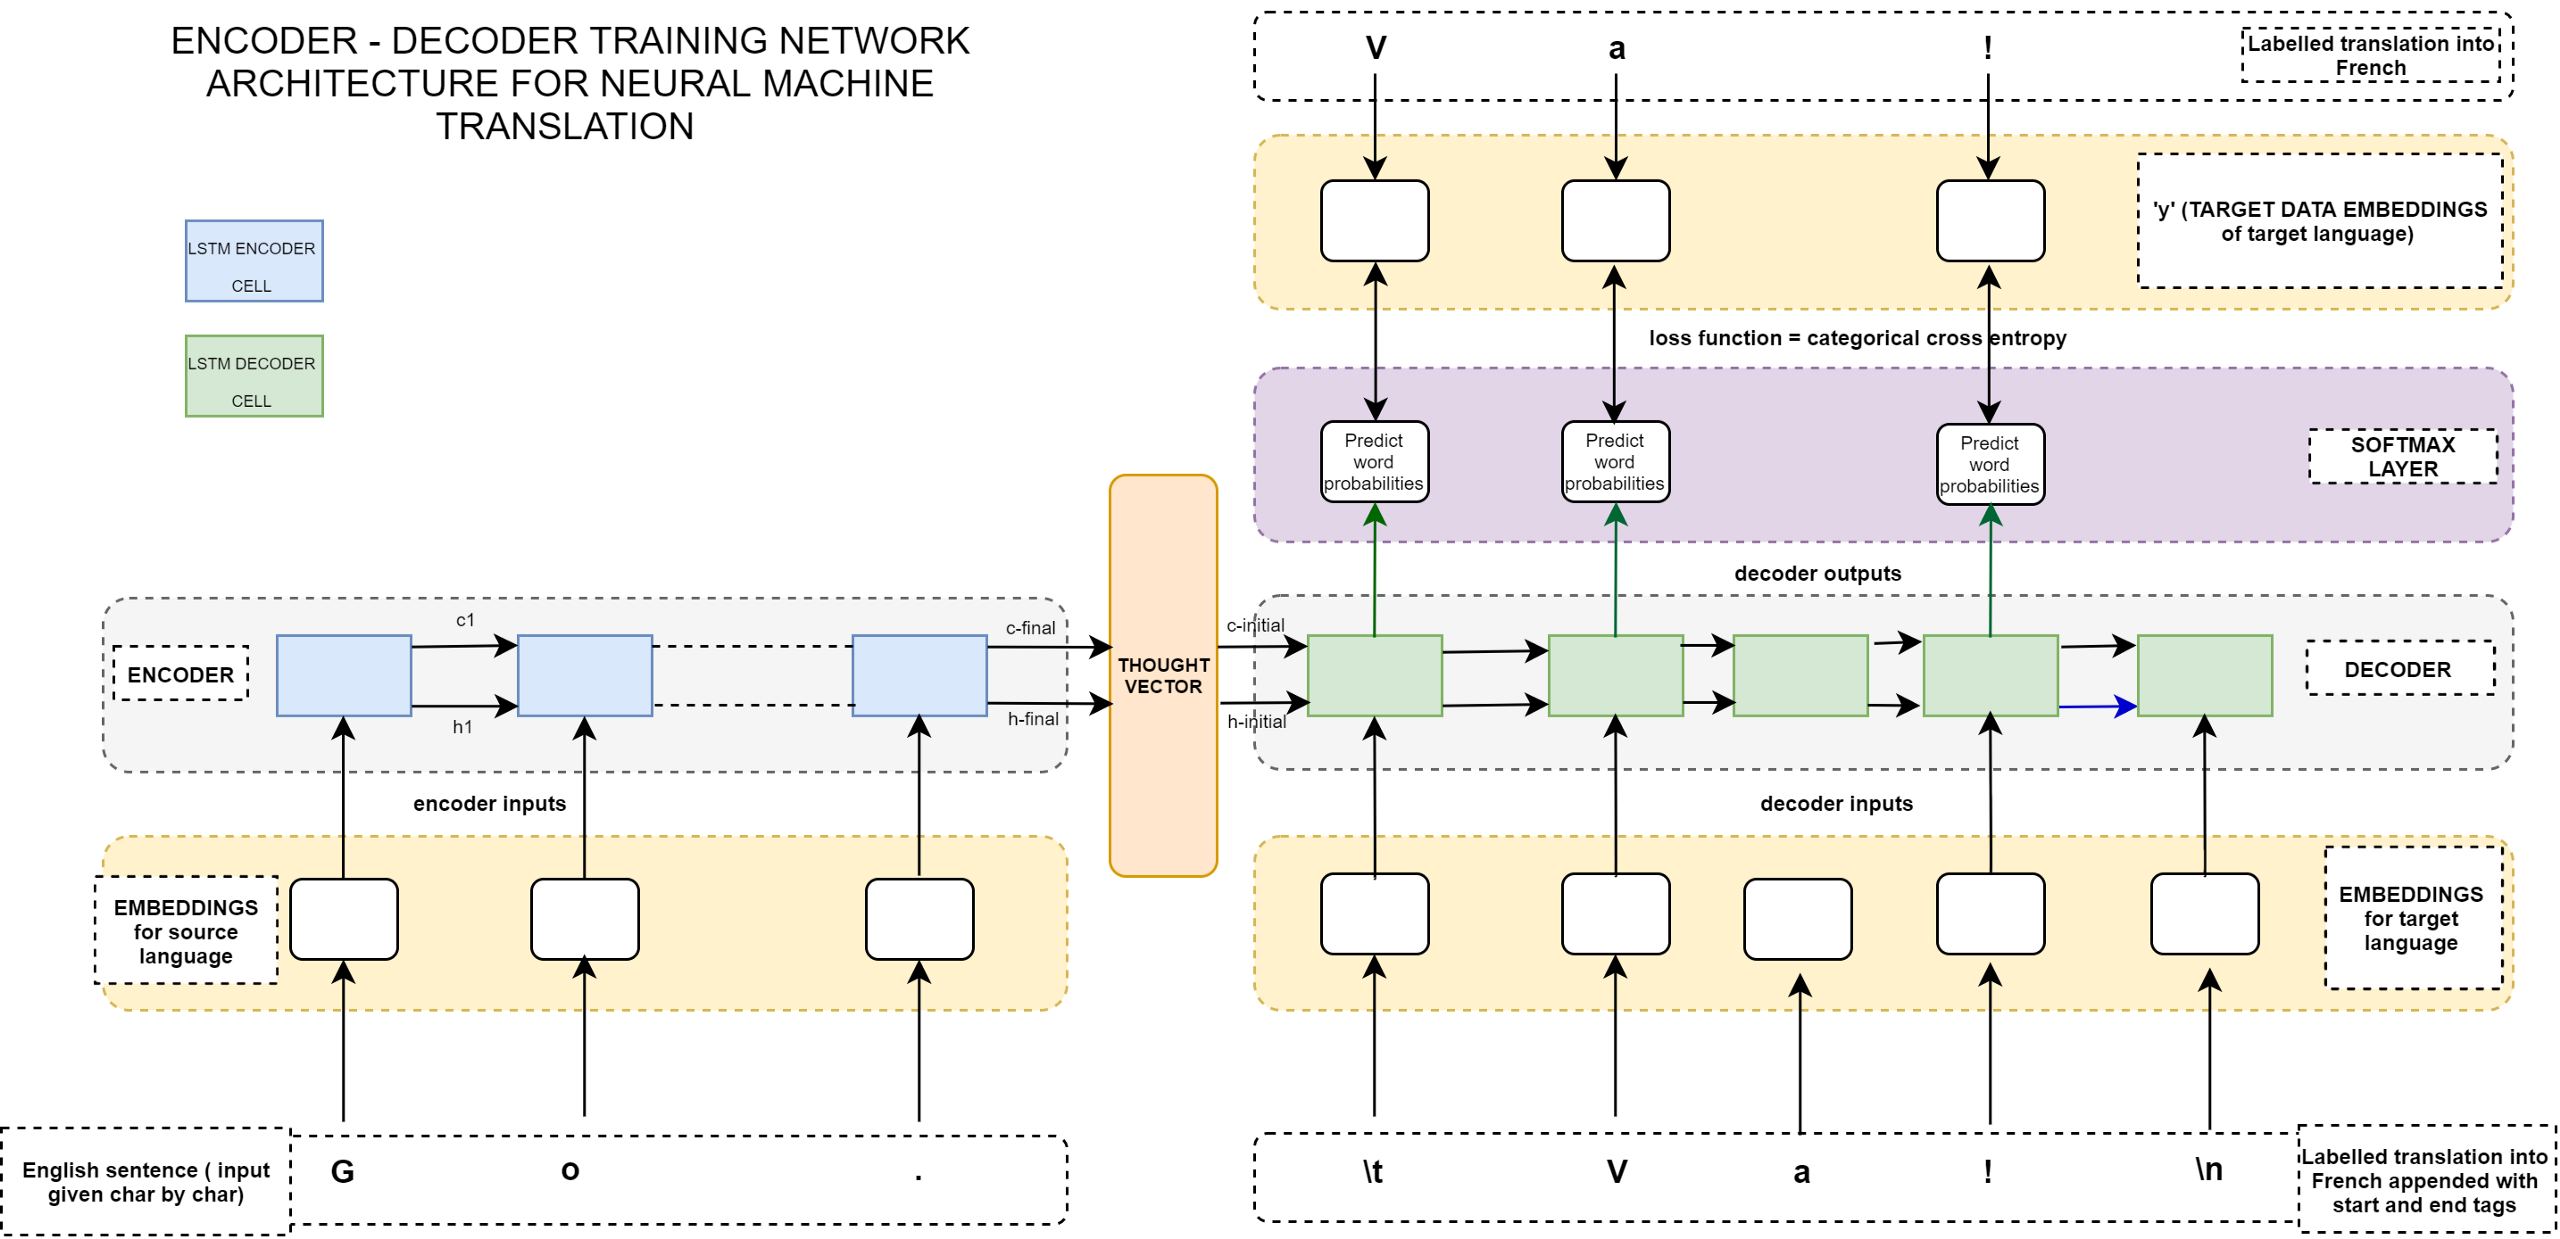 ENCODER - DECODER TRAINING NETWORK
ARCHITECTURE FOR NEURAL MACHINE
TRANSLATION
LSTM ENCODER
CELL
LSTM DECODER
CELL
V
a
!
Labelled translation into
French
'y' (TARGET DATA EMBEDDINGS
of target language)
loss function = categorical cross entropy
Predict
word
probabilities
Predict
word
probabilities
Predict
word
probabilities
SOFTMAX
LAYER
decoder outputs
ENCODER
c1
h1
c-final
h-final
THOUGHT
VECTOR
c-initial
h-initial
DECODER
encoder inputs
decoder inputs
EMBEDDINGS
for source
language
EMBEDDINGS
for target
language
English sentence ( input
given char by char)
G
o
.
\t
V
a
!
\n
Labelled translation into
French appended with
start and end tags